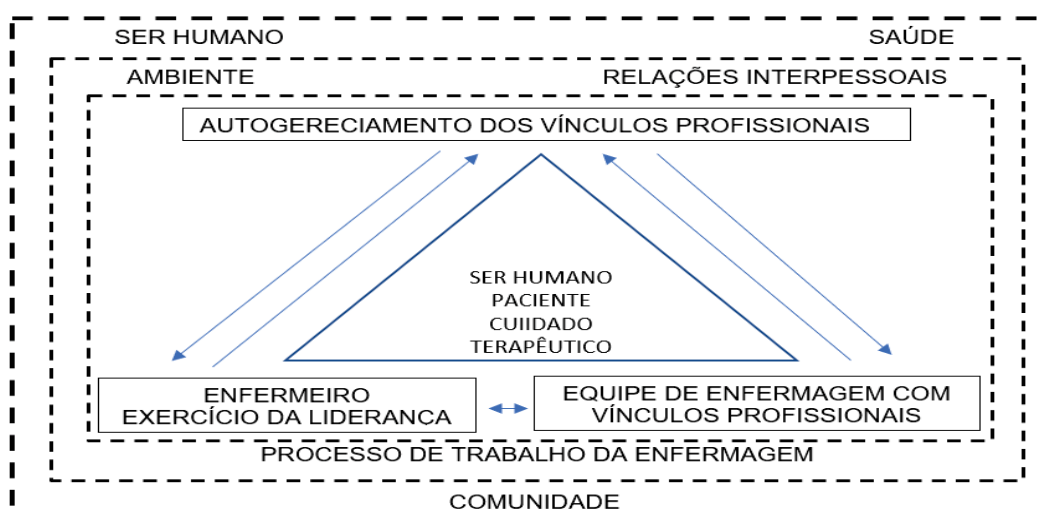 SER HUMANO
SAÚDE
AMBIENTE
RELAÇÕES INTERPESSOAIS
AUTOGERECIAMENTO DOS VÍNCULOS PROFISSIONAIS
SER HUMANO
PACIENTE
CUIIDADO
TERAPÊUTICO
ENFERMEIRO
EXERCÍCIO DA LIDERANCA
EQUIPE DE ENFERMAGEM COM
VÍNCULOS PROFISSIONAIS
PROCESSO DE TRABALHO DA ENFERMAGEM
COMUNIDADE